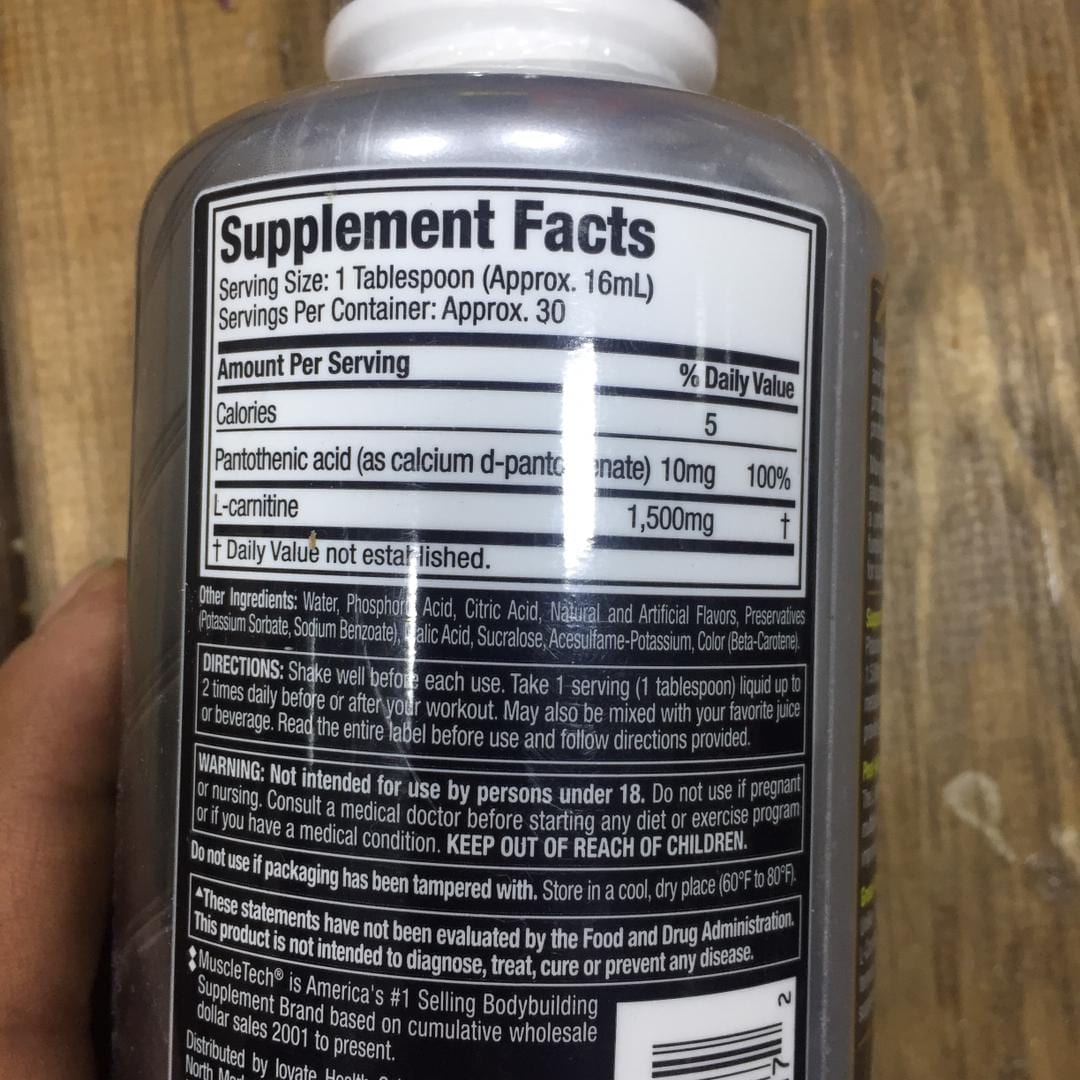 Supplement Facts
Serving Size: 1 Tablespoon (Approx. 16mL)
Servings Per Container: Approx. 30
Amount Per Serving % Daily Value
Calories 5
Pantothenic acid (as calcium d-pantothenate) 10mg 100%
L-carnitine 1,500mg †
† Daily Value not established.
Other Ingredients: Water, Phosphoric Acid, Citric Acid, Natural and Artificial Flavors, Preservatives
(Potassium Sorbate, Sodium Benzoate), Malic Acid, Sucralose, Acesulfame-Potassium, Color (Beta-Carotene).
DIRECTIONS: Shake well before each use. Take 1 serving (1 tablespoon) liquid up to
2 times daily before or after your workout. May also be mixed with your favorite juice
or beverage. Read the entire label before use and follow directions provided.
WARNING: Not intended for use by persons under 18. Do not use if pregnant
or nursing. Consult a medical doctor before starting any diet or exercise program
or if you have a medical condition. KEEP OUT OF REACH OF CHILDREN.
Do not use if packaging has been tampered with. Store in a cool, dry place (60°F to 80°F).
▲These statements have not been evaluated by the Food and Drug Administration.
This product is not intended to diagnose, treat, cure or prevent any disease.
MuscleTech® is America's #1 Selling Bodybuilding
Supplement Brand based on cumulative wholesale
dollar sales 2001 to present.
Distributed by Iovate Health
North
2
7